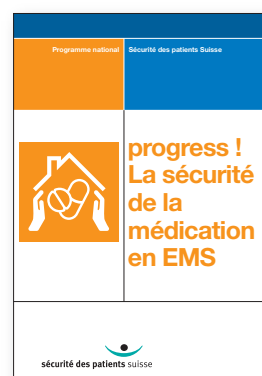 Programme national
Sécurité des patients Suisse
progress !
La sécurité
de la
médication
en EMS
sécurité des patients suisse